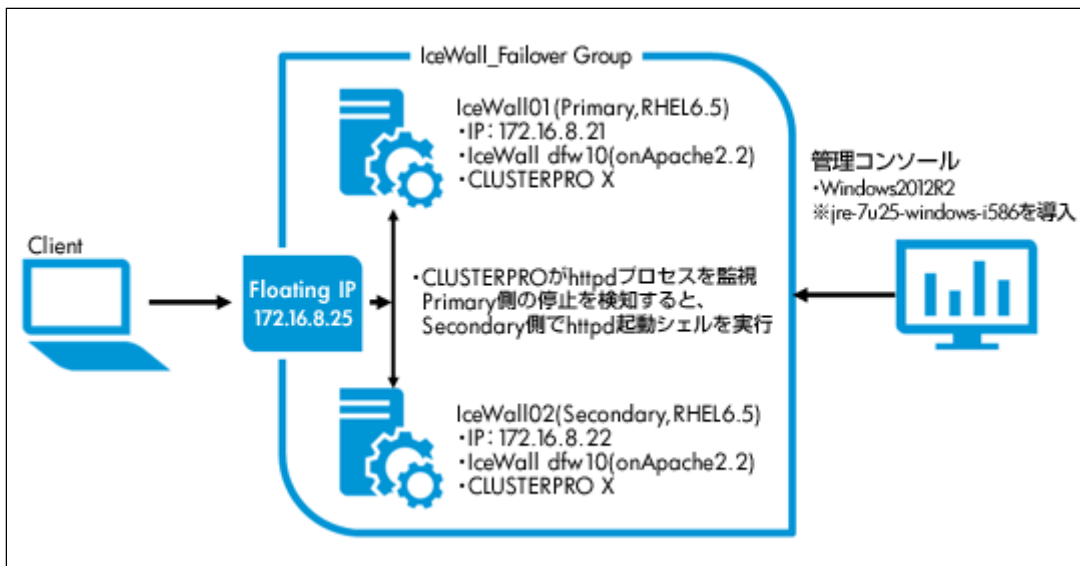 IceWall_Failover Group
IceWall01(Primary,RHEL6.5)
・IP：172.16.8.21
・IceWall dfw10(onApache2.2)
・CLUSTERPRO X
管理コンソール
・Windows2012R2
※jre-7u25-windows-i586を導入
Client
Floating IP
172.16.8.25
・CLUSTERPROがhttpdプロセスを監視
Primary側の停止を検知すると、
Secondary側でhttpd起動シェルを実行
IceWall02(Secondary,RHEL6.5)
・IP：172.16.8.22
・IceWall dfw10(onApache2.2)
・CLUSTERPRO X